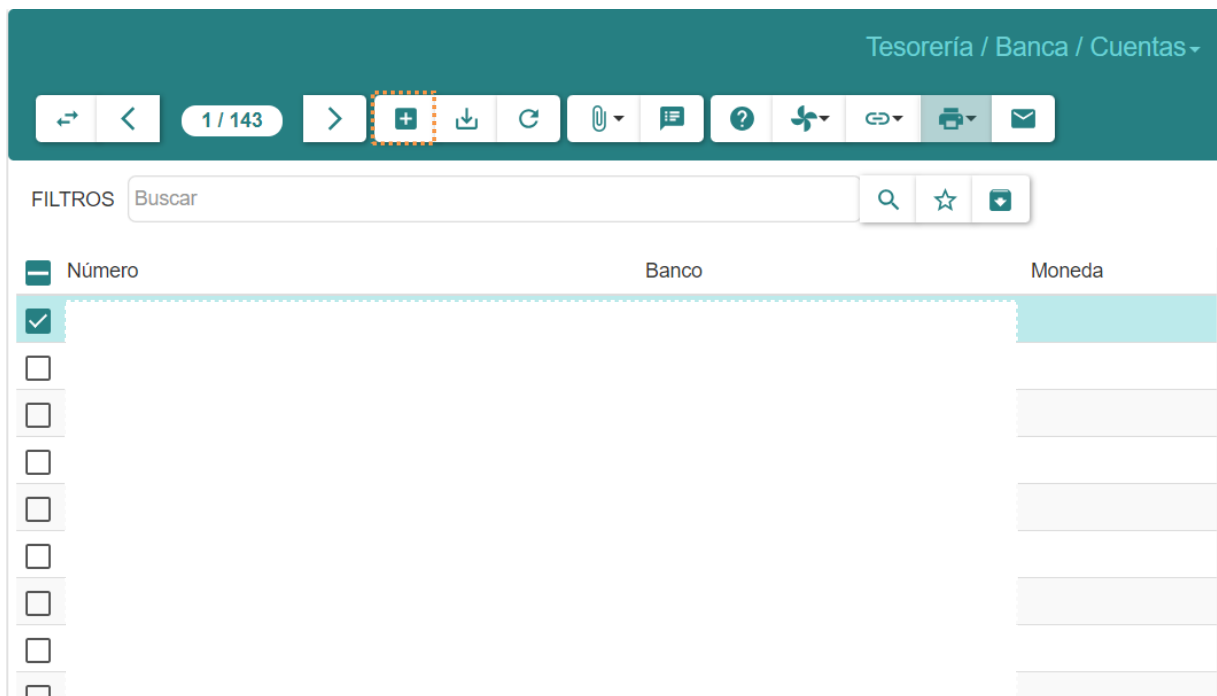 Tesorería / Banca / Cuentas
1 / 143
FILTROS Buscar
Número Banco Moneda